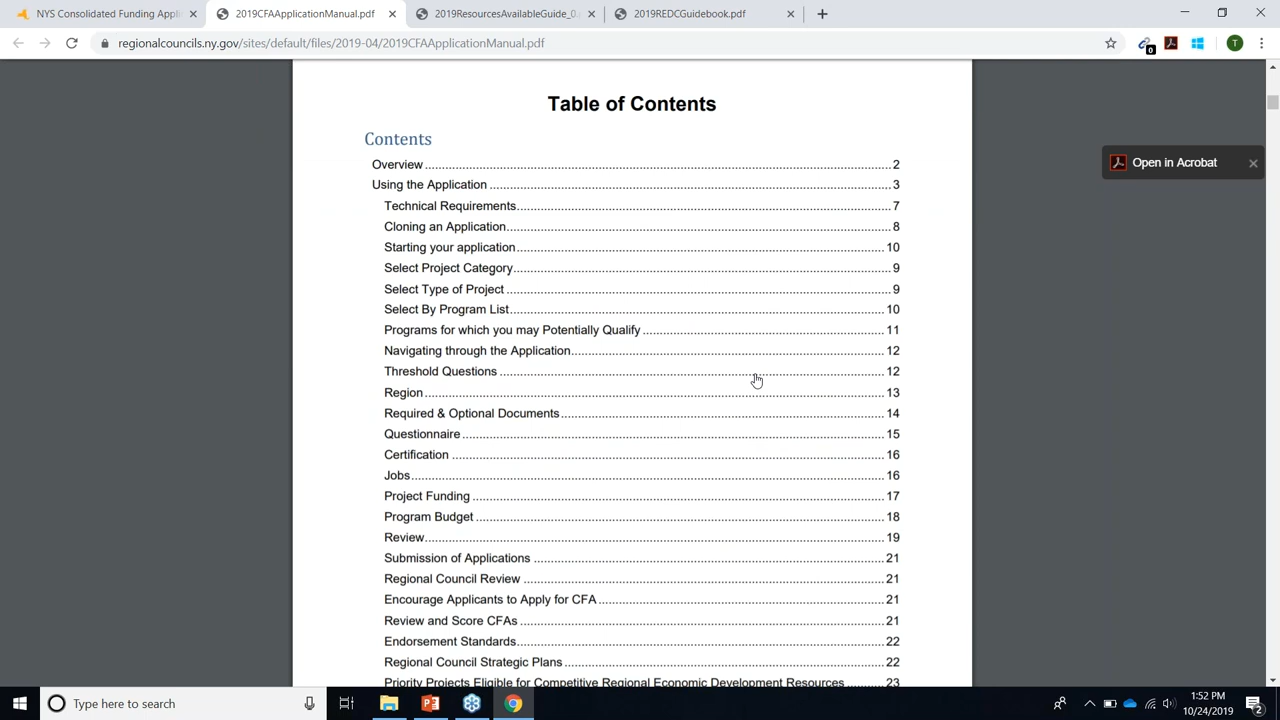 NYS Consolidated Funding Appli
2019CFAApplicationManual.pdf
2019ResourcesAvailableGuide_0.
2019REDCGuidebook.pdf
regionalcouncils.ny.gov/sites/default/files/2019-04/2019CFAApplicationManual.pdf
0
T
Table of Contents
Contents
Open in Acrobat
Overview 2
Using the Application 3
Technical Requirements 7
Cloning an Application 8
Starting your application 10
Select Project Category 9
Select Type of Project 9
Select By Program List 10
Programs for which you may Potentially Qualify 11
Navigating through the Application 12
Threshold Questions 12
Region 13
Required & Optional Documents 14
Questionnaire 15
Certification 16
Jobs 16
Project Funding 17
Program Budget 18
Review 19
Submission of Applications 21
Regional Council Review 21
Encourage Applicants to Apply for CFA 21
Review and Score CFAs 21
Endorsement Standards 22
Regional Council Strategic Plans 22
Priority Projects Eligible for Competitive Regional Economic Development Resources 23
Type here to search
1:52 PM
10/24/2019
2